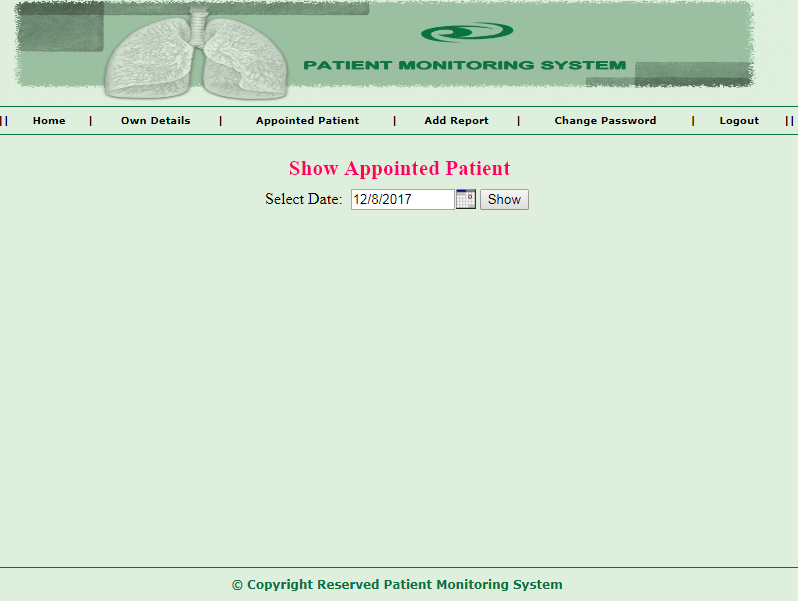 PATIENT MONITORING SYSTEM
|| Home | Own Details | Appointed Patient | Add Report | Change Password | Logout ||
Show Appointed Patient
Select Date: 12/8/2017 Show
© Copyright Reserved Patient Monitoring System